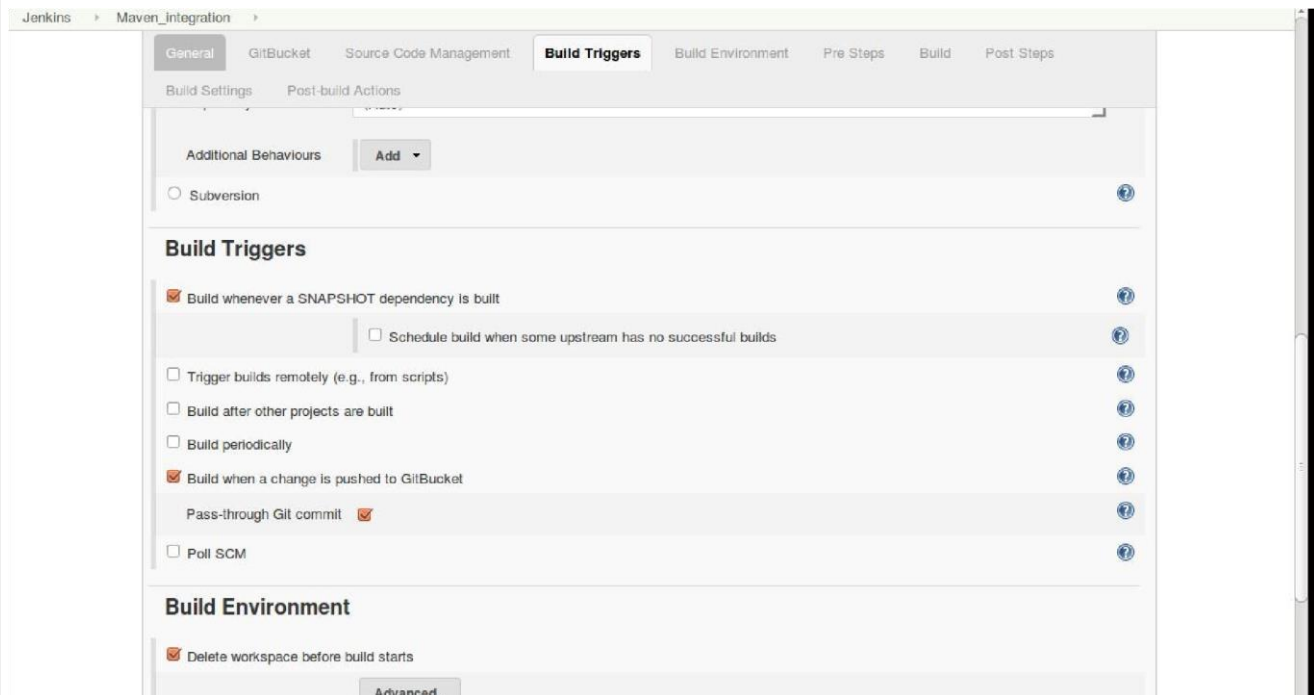 Jenkins Maven_integration
General GitBucket Source Code Management Build Triggers Build Environment Pre Steps Build Post Steps
Build Settings Post-build Actions
Additional Behaviours Add
Subversion
Build Triggers
Build whenever a SNAPSHOT dependency is built
Schedule build when some upstream has no successful builds
Trigger builds remotely (e.g., from scripts)
Build after other projects are built
Build periodically
Build when a change is pushed to GitBucket
Pass-through Git commit
Poll SCM
Build Environment
Delete workspace before build starts
Advanced...